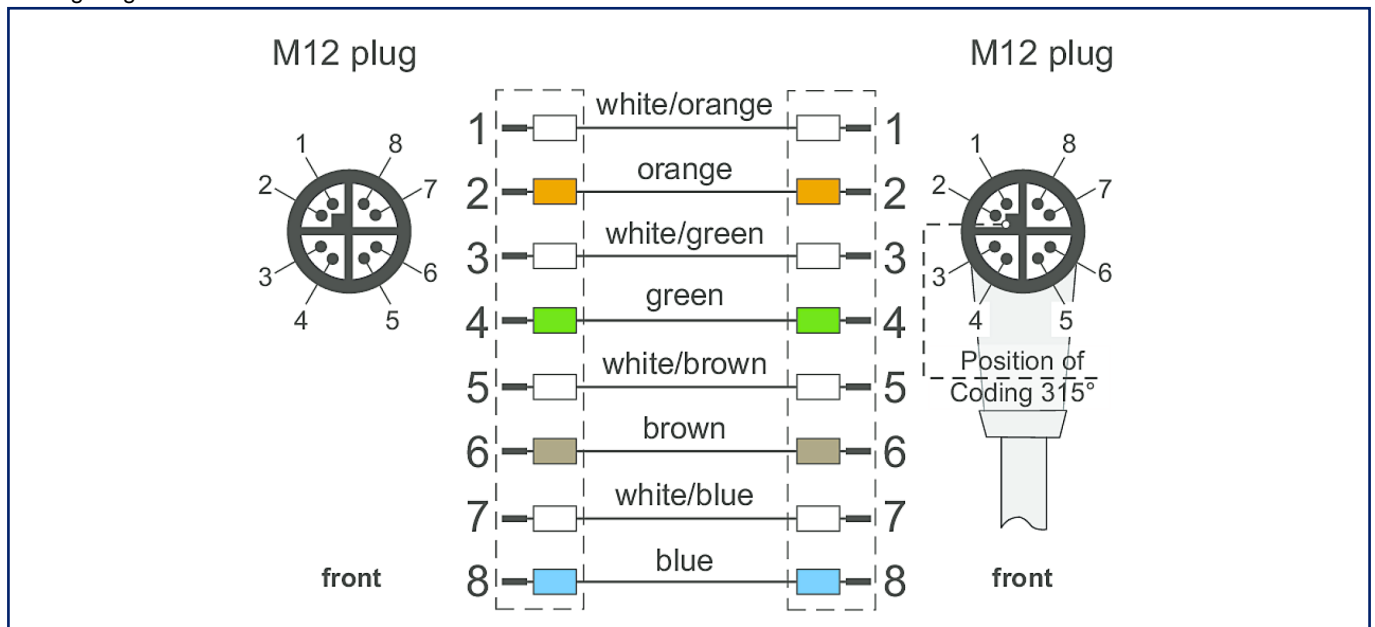 M12 plug
M12 plug
1 white/orange 1
2 orange 2
3 white/green 3
4 green 4
5 white/brown 5
6 brown 6
7 white/blue 7
8 blue 8
1 8
2 7
3 6
4 5
1 8
2 7
3 6
4 5
Position of
Coding 315°
front
front